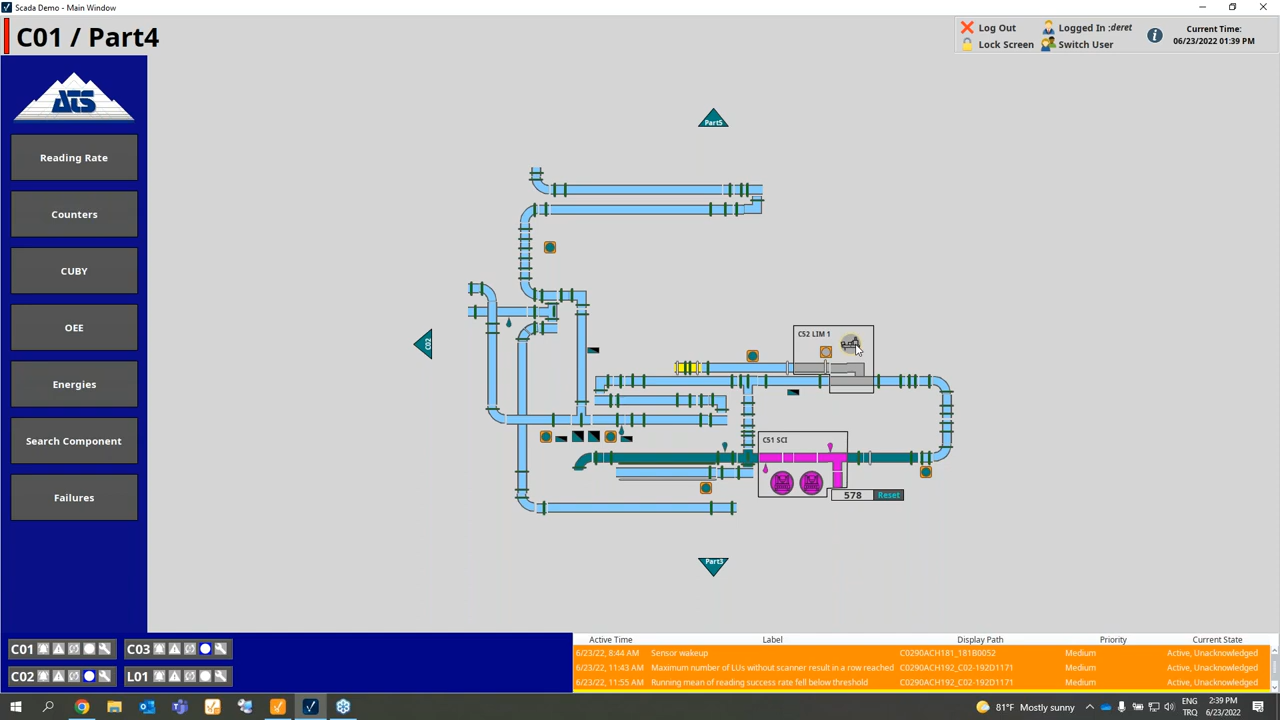 Scada Demo - Main Window
C01 / Part4
Log Out
Logged In :deret
Lock Screen
Switch User
Current Time:
06/23/2022 01:39 PM
ATS
Reading Rate
Counters
CUBY
OEE
Energies
Search Component
Failures
Part5
C02
C52 LIM 1
C51 SCI
578 Reset
Part3
C01
C03
C02
L01
Active Time Label Display Path Priority Current State
6/23/22, 8:44 AM Sensor wakeup C0290ACH181_181B0052 Medium Active, Unacknowledged
6/23/22, 11:43 AM Maximum number of LUs without scanner result in a row reached C0290ACH192_C02-192D1171 Medium Active, Unacknowledged
6/23/22, 11:55 AM Running mean of reading success rate fell below threshold C0290ACH192_C02-192D1171 Medium Active, Unacknowledged
81°F Mostly sunny
ENG
TRQ
2:39 PM
6/23/2022